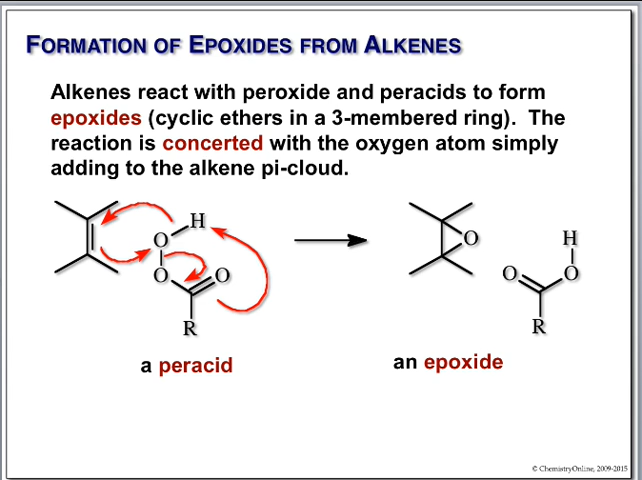 FORMATION OF EPOXIDES FROM ALKENES
Alkenes react with peroxide and peracids to form
epoxides (cyclic ethers in a 3-membered ring). The
reaction is concerted with the oxygen atom simply
adding to the alkene pi-cloud.
H
O
O
O
R
O
H
O
O
R
a peracid
an epoxide
© ChemistryOnline, 2009-2015